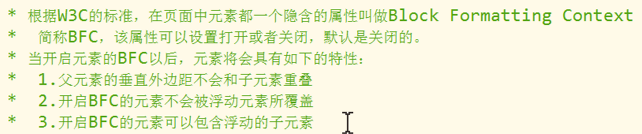 * 根据W3C的标准，在页面中元素都一个隐含的属性叫做Block Formatting Context
* 简称BFC，该属性可以设置打开或者关闭，默认是关闭的。
* 当开启元素的BFC以后，元素将会具有如下的特性：
* 1.父元素的垂直外边距不会和子元素重叠
* 2.开启BFC的元素不会被浮动元素所覆盖
* 3.开启BFC的元素可以包含浮动的子元素